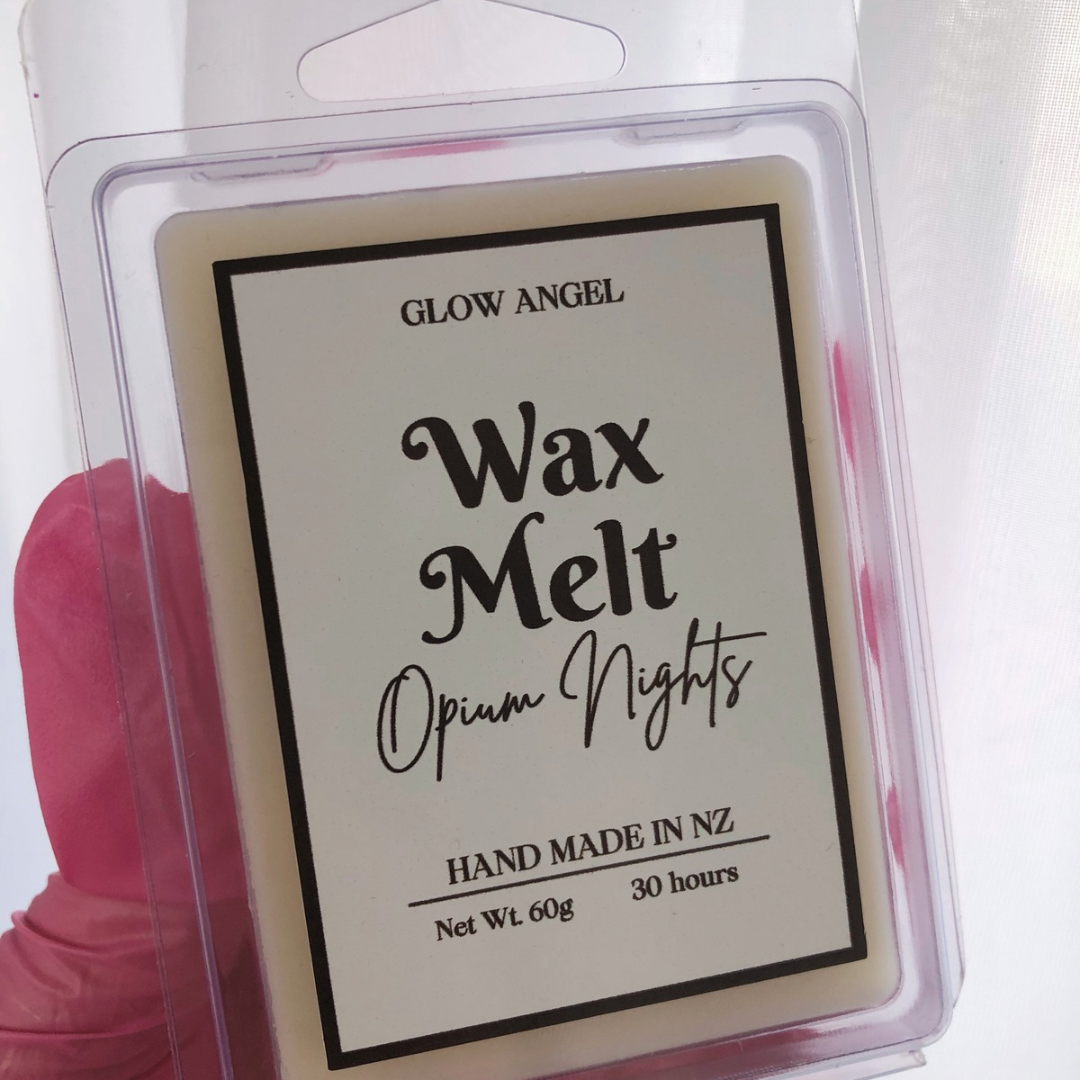 GLOW ANGEL
Wax
Melt
Opium Nights
HAND MADE IN NZ
Net Wt. 60g 30 hours